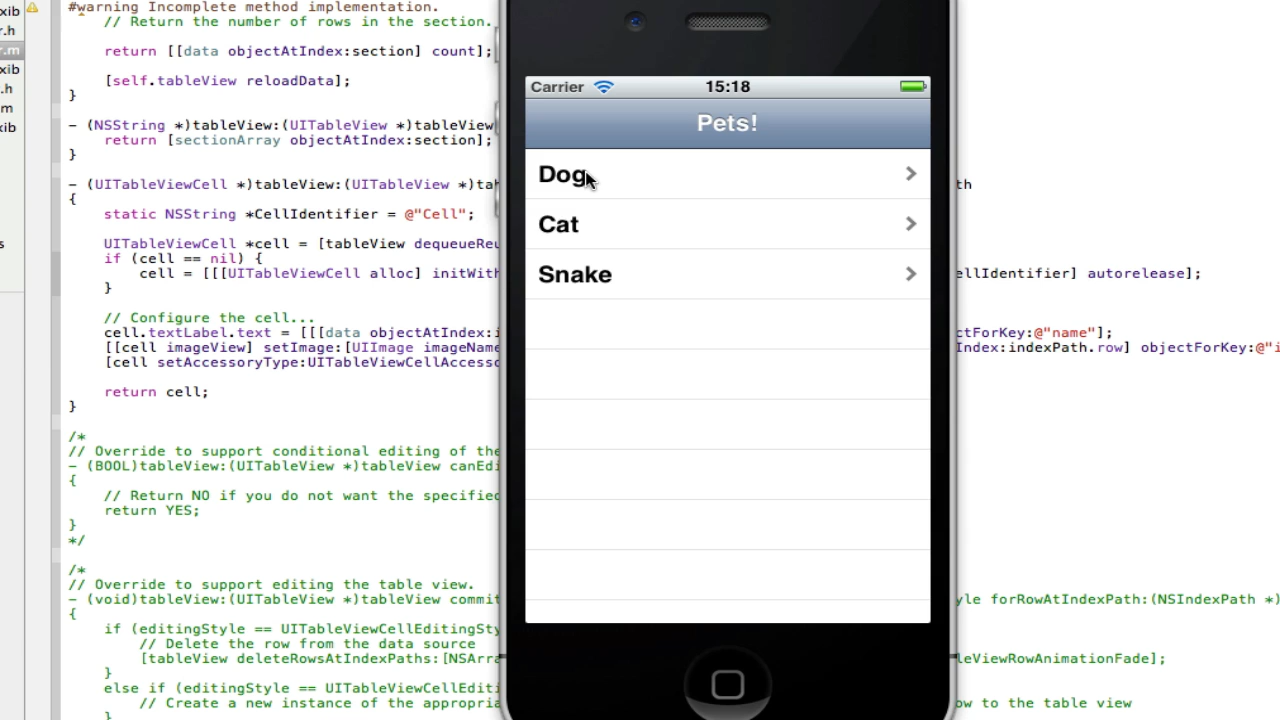 xib
r.h
r.m
xib
.h
m
xib
s
#warning Incomplete method implementation.
// Return the number of rows in the section.
return [[data objectAtIndex:section] count];
[self.tableView reloadData];
}
- (NSString *)tableView:(UITableView *)tableView
return [sectionArray objectAtIndex:section];
}
- (UITableViewCell *)tableView:(UITableView *)tab th
{
static NSString *CellIdentifier = @"Cell";
UITableViewCell *cell = [tableView dequeueReu
if (cell == nil) {
cell = [[[UITableViewCell alloc] initWith ellIdentifier] autorelease];
}
// Configure the cell...
cell.textLabel.text = [[[data objectAtIndex:i ctForKey:@"name"];
[[cell imageView] setImage:[UIImage imageName Index:indexPath.row] objectForKey:@"i
[cell setAccessoryType:UITableViewCellAccesso
return cell;
}
/*
// Override to support conditional editing of the
- (BOOL)tableView:(UITableView *)tableView canEdi
{
// Return NO if you do not want the specified
return YES;
}
*/
/*
// Override to support editing the table view.
- (void)tableView:(UITableView *)tableView commit yle forRowAtIndexPath:(NSIndexPath *)
{
if (editingStyle == UITableViewCellEditingSty
// Delete the row from the data source
[tableView deleteRowsAtIndexPaths:[NSArra leViewRowAnimationFade];
}
else if (editingStyle == UITableViewCellEditi
// Create a new instance of the appropria ow to the table view
}
Carrier 15:18
Pets!
Dog
Cat
Snake